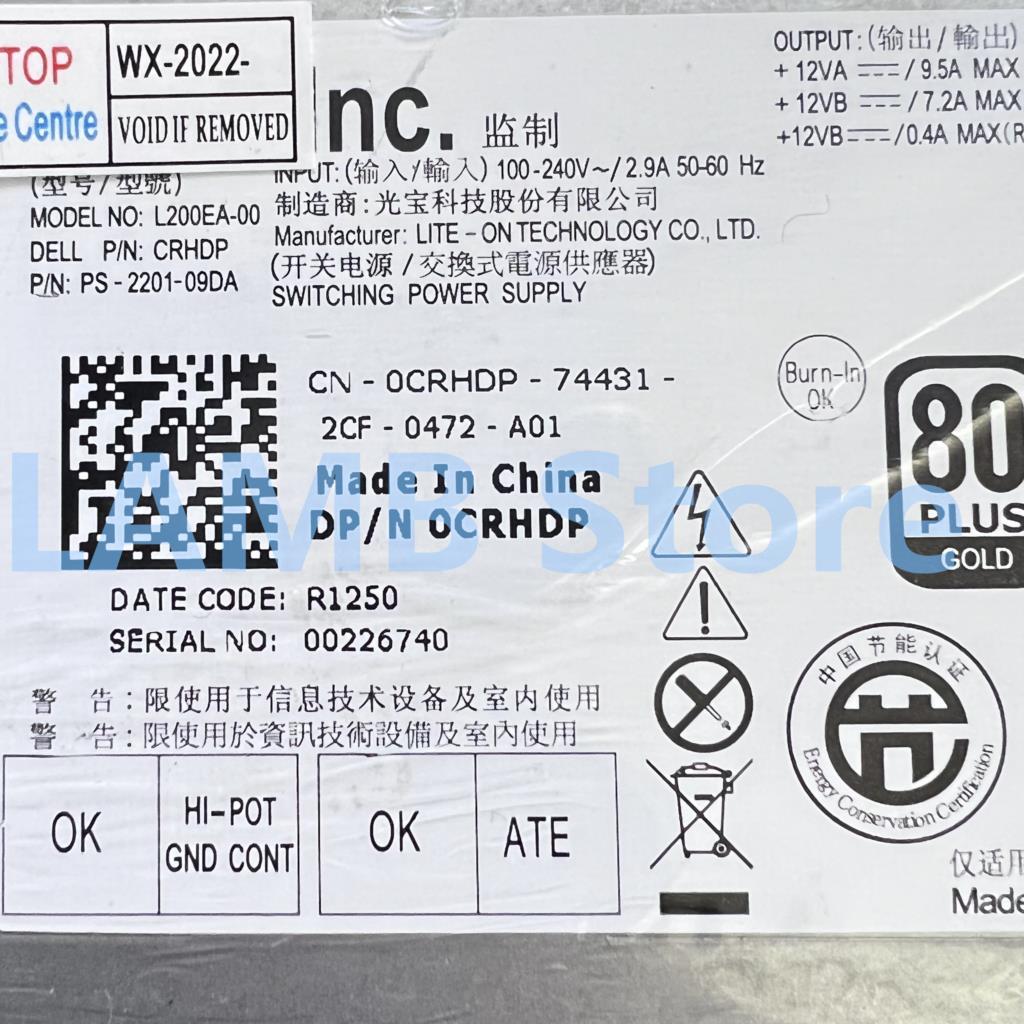 TOP
WX-2022-
e Centre
VOID IF REMOVED
nc. 监制
OUTPUT: (输出/輸出)
+12VA ⎓/9.5A MAX
+12VB ⎓/7.2A MAX
+12VB ⎓/0.4A MAX(R
INPUT: (输入/輸入) 100-240V~/2.9A 50-60 Hz
(型号/型號)
MODEL NO: L200EA-00
DELL P/N: CRHDP
P/N: PS-2201-09DA
制造商:光宝科技股份有限公司
Manufacturer: LITE-ON TECHNOLOGY CO., LTD.
(开关电源/交換式電源供應器)
SWITCHING POWER SUPPLY
CN-0CRHDP-74431-
2CF-0472-A01
Made In China
DP/N 0CRHDP
Burn-In
OK
80
PLUS
GOLD
LAMB Store
DATE CODE: R1250
SERIAL NO: 00226740
警 告:限使用于信息技术设备及室内使用
警 告:限使用於資訊技術設備及室內使用
中国节能认证
Energy Conservation Certification
OK
HI-POT
GND CONT
OK
ATE
仅适用
Made